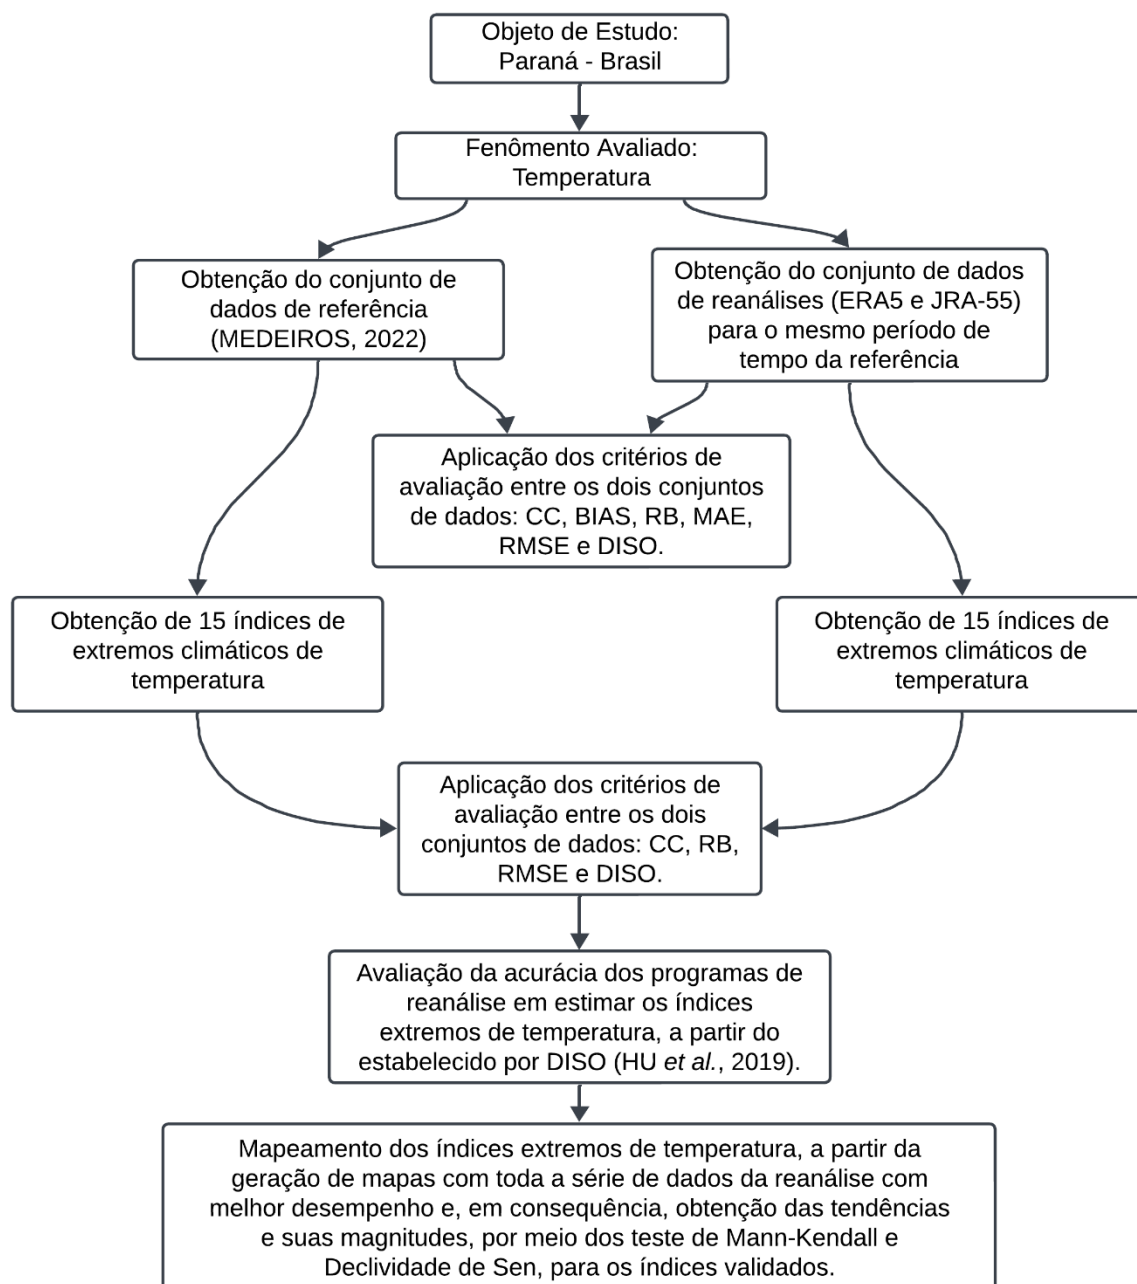 Objeto de Estudo:
Paraná - Brasil
Fenômento Avaliado:
Temperatura
Obtenção do conjunto de
dados de referência
(MEDEIROS, 2022)
Obtenção do conjunto de dados
de reanálises (ERA5 e JRA-55)
para o mesmo período de
tempo da referência
Aplicação dos critérios de
avaliação entre os dois conjuntos
de dados: CC, BIAS, RB, MAE,
RMSE e DISO.
Obtenção de 15 índices de
extremos climáticos de
temperatura
Obtenção de 15 índices de
extremos climáticos de
temperatura
Aplicação dos critérios de
avaliação entre os dois
conjuntos de dados: CC, RB,
RMSE e DISO.
Avaliação da acurácia dos programas de
reanálise em estimar os índices
extremos de temperatura, a partir do
estabelecido por DISO (HU et al., 2019).
Mapeamento dos índices extremos de temperatura, a partir da
geração de mapas com toda a série de dados da reanálise com
melhor desempenho e, em consequência, obtenção das tendências
e suas magnitudes, por meio dos teste de Mann-Kendall e
Declividade de Sen, para os índices validados.